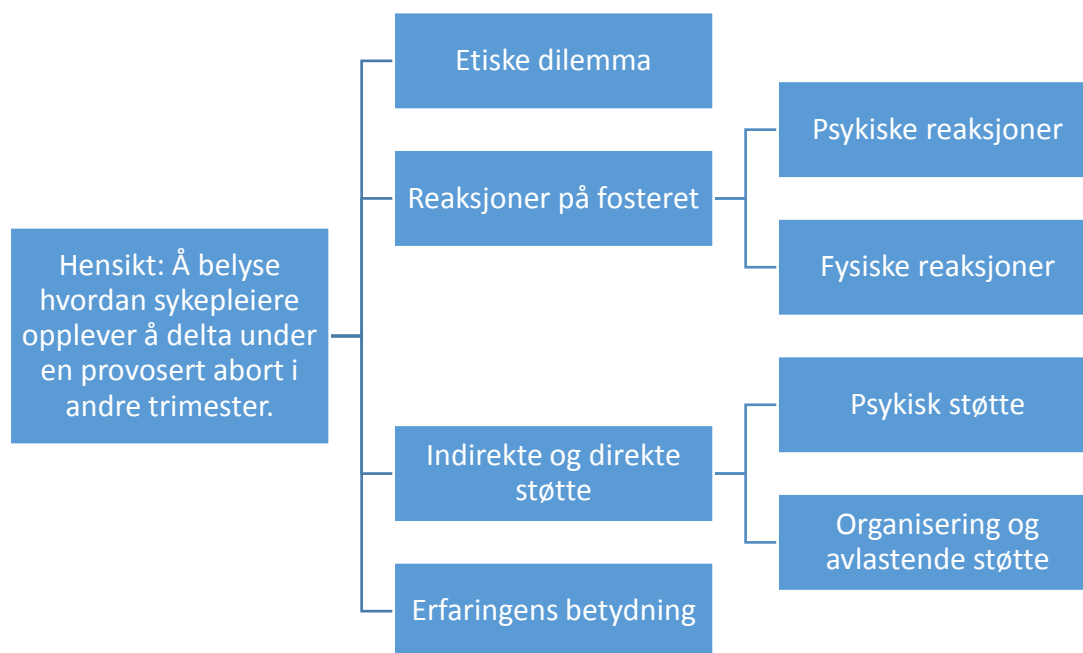 Hensikt: Å belyse
hvordan sykepleiere
opplever å delta under
en provosert abort i
andre trimester.
Etiske dilemma
Reaksjoner på fosteret
Psykiske reaksjoner
Fysiske reaksjoner
Indirekte og direkte
støtte
Psykisk støtte
Organisering og
avlastende støtte
Erfaringens betydning